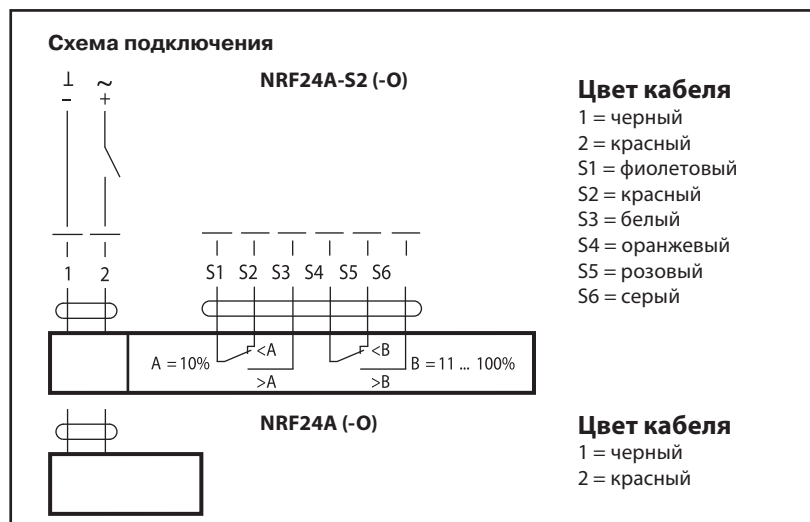 Схема подключения
NRF24A-S2 (-O)
⊥ ~
– +
1 2 S1 S2 S3 S4 S5 S6
A = 10% <A >A <B >B B = 11 ... 100%
Цвет кабеля
1 = черный
2 = красный
S1 = фиолетовый
S2 = красный
S3 = белый
S4 = оранжевый
S5 = розовый
S6 = серый
NRF24A (-O)
Цвет кабеля
1 = черный
2 = красный